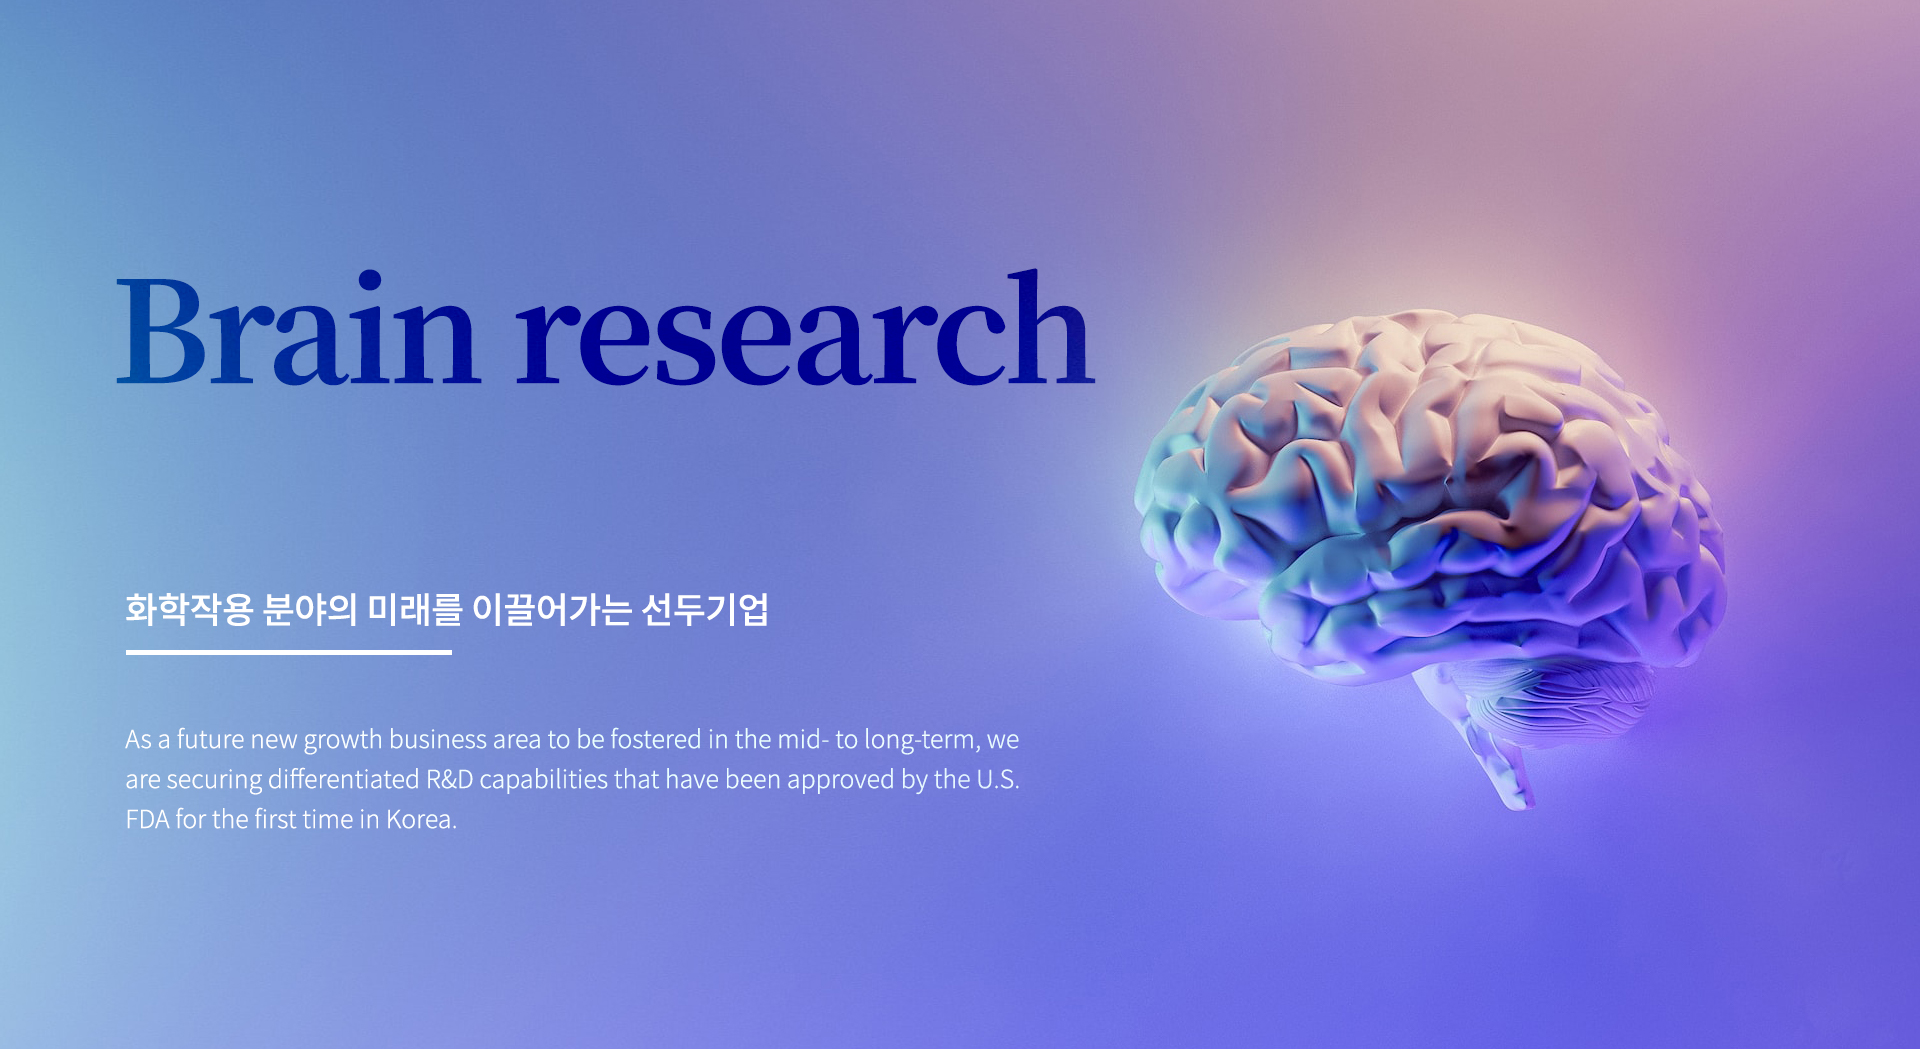 Brain research
화학작용 분야의 미래를 이끌어가는 선두기업
As a future new growth business area to be fostered in the mid- to long-term, we
are securing differentiated R&D capabilities that have been approved by the U.S.
FDA for the first time in Korea.